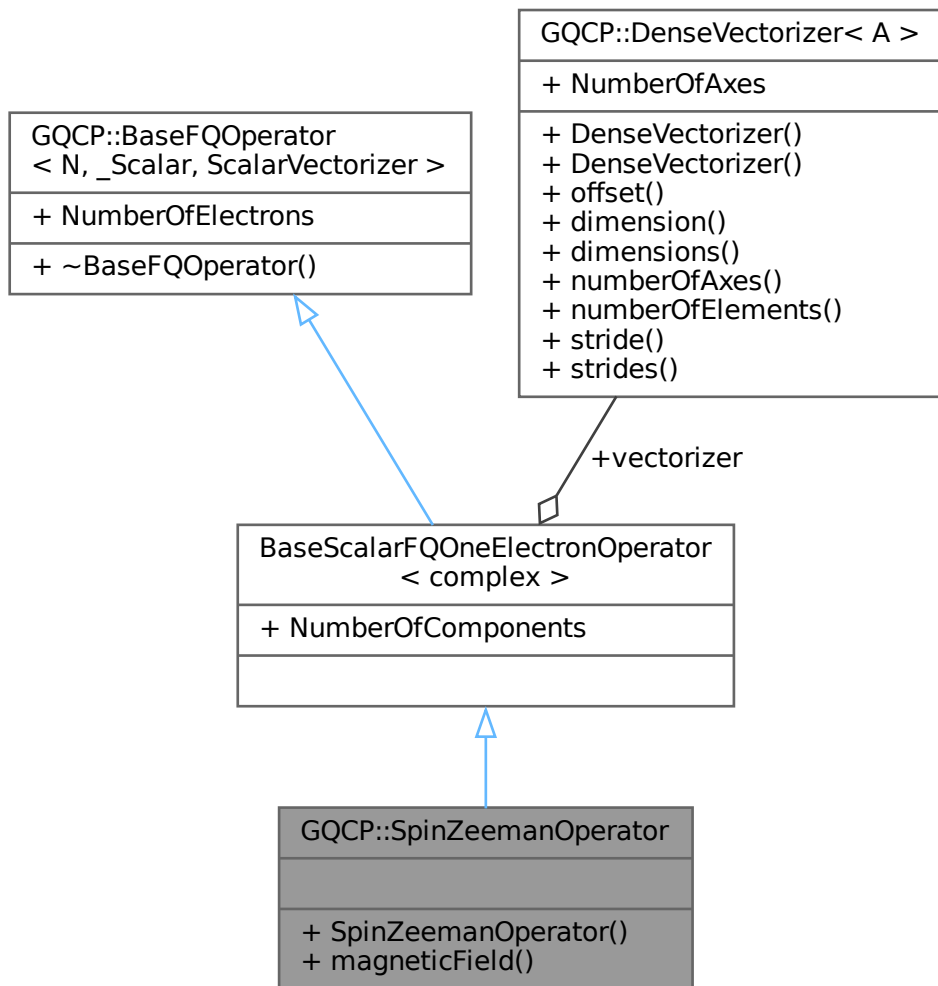 GQCP::DenseVectorizer< A >
+ NumberOfAxes
+ DenseVectorizer()
+ DenseVectorizer()
+ offset()
+ dimension()
+ dimensions()
+ numberOfAxes()
+ numberOfElements()
+ stride()
+ strides()
GQCP::BaseFQOperator
< N, _Scalar, ScalarVectorizer >
+ NumberOfElectrons
+ ~BaseFQOperator()
+vectorizer
BaseScalarFQOneElectronOperator
< complex >
+ NumberOfComponents
GQCP::SpinZeemanOperator
+ SpinZeemanOperator()
+ magneticField()